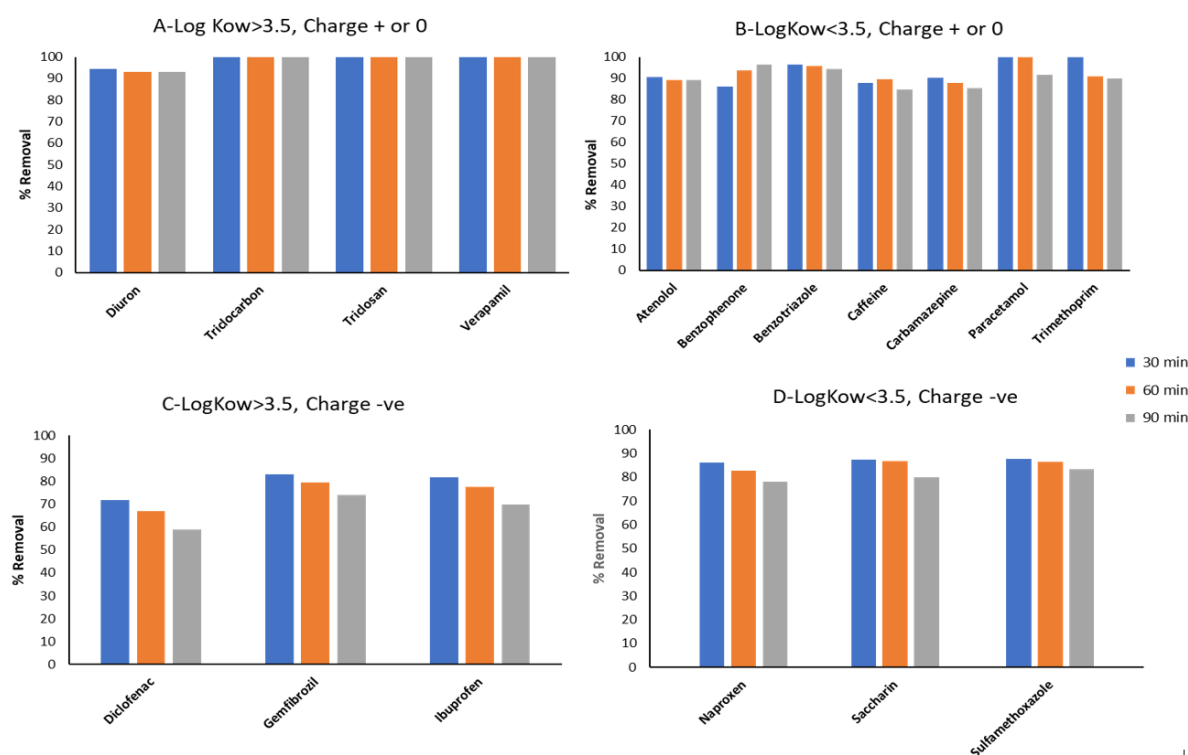 A-Log Kow>3.5, Charge + or 0
% Removal
100
90
80
70
60
50
40
30
20
10
0
Diuron
Triclocarbon
Triclosan
Verapamil
B-LogKow<3.5, Charge + or 0
% Removal
100
90
80
70
60
50
40
30
20
10
0
Atenolol
Benzophenone
Benzotriazole
Caffeine
Carbamazepine
Paracetamol
Trimethoprim
30 min
60 min
90 min
C-LogKow>3.5, Charge -ve
% Removal
100
90
80
70
60
50
40
30
20
10
0
Diclofenac
Gemfibrozil
Ibuprofen
D-LogKow<3.5, Charge -ve
% Removal
100
90
80
70
60
50
40
30
20
10
0
Naproxen
Saccharin
Sulfamethoxazole